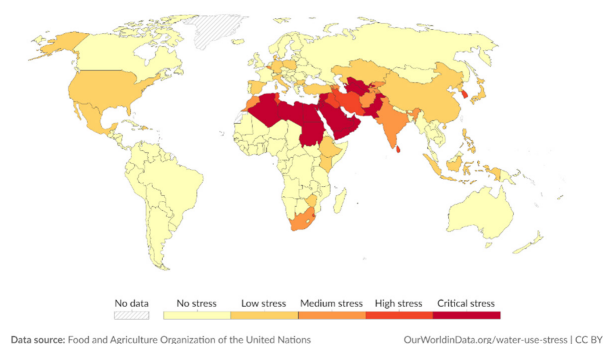 No data No stress Low stress Medium stress High stress Critical stress
Data source: Food and Agriculture Organization of the United Nations OurWorldinData.org/water-use-stress | CC BY